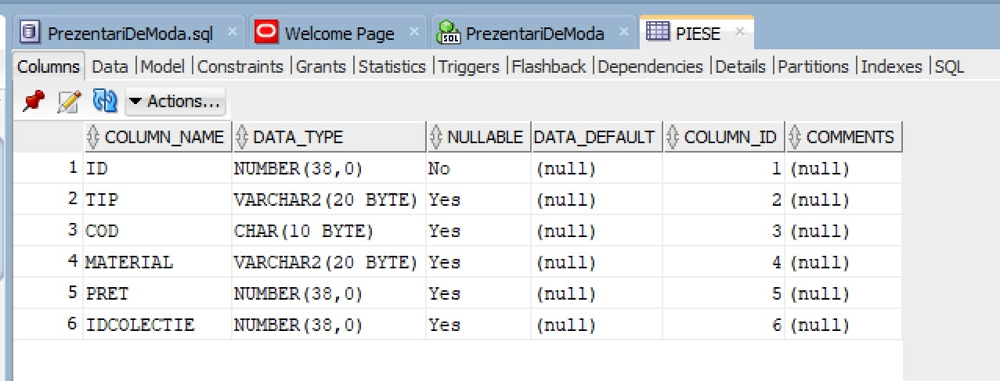 PrezentariDeModa.sql Welcome Page PrezentariDeModa PIESE
Columns Data Model Constraints Grants Statistics Triggers Flashback Dependencies Details Partitions Indexes SQL
Actions...
COLUMN_NAME DATA_TYPE NULLABLE DATA_DEFAULT COLUMN_ID COMMENTS
1 ID NUMBER(38,0) No (null) 1 (null)
2 TIP VARCHAR2(20 BYTE) Yes (null) 2 (null)
3 COD CHAR(10 BYTE) Yes (null) 3 (null)
4 MATERIAL VARCHAR2(20 BYTE) Yes (null) 4 (null)
5 PRET NUMBER(38,0) Yes (null) 5 (null)
6 IDCOLECTIE NUMBER(38,0) Yes (null) 6 (null)